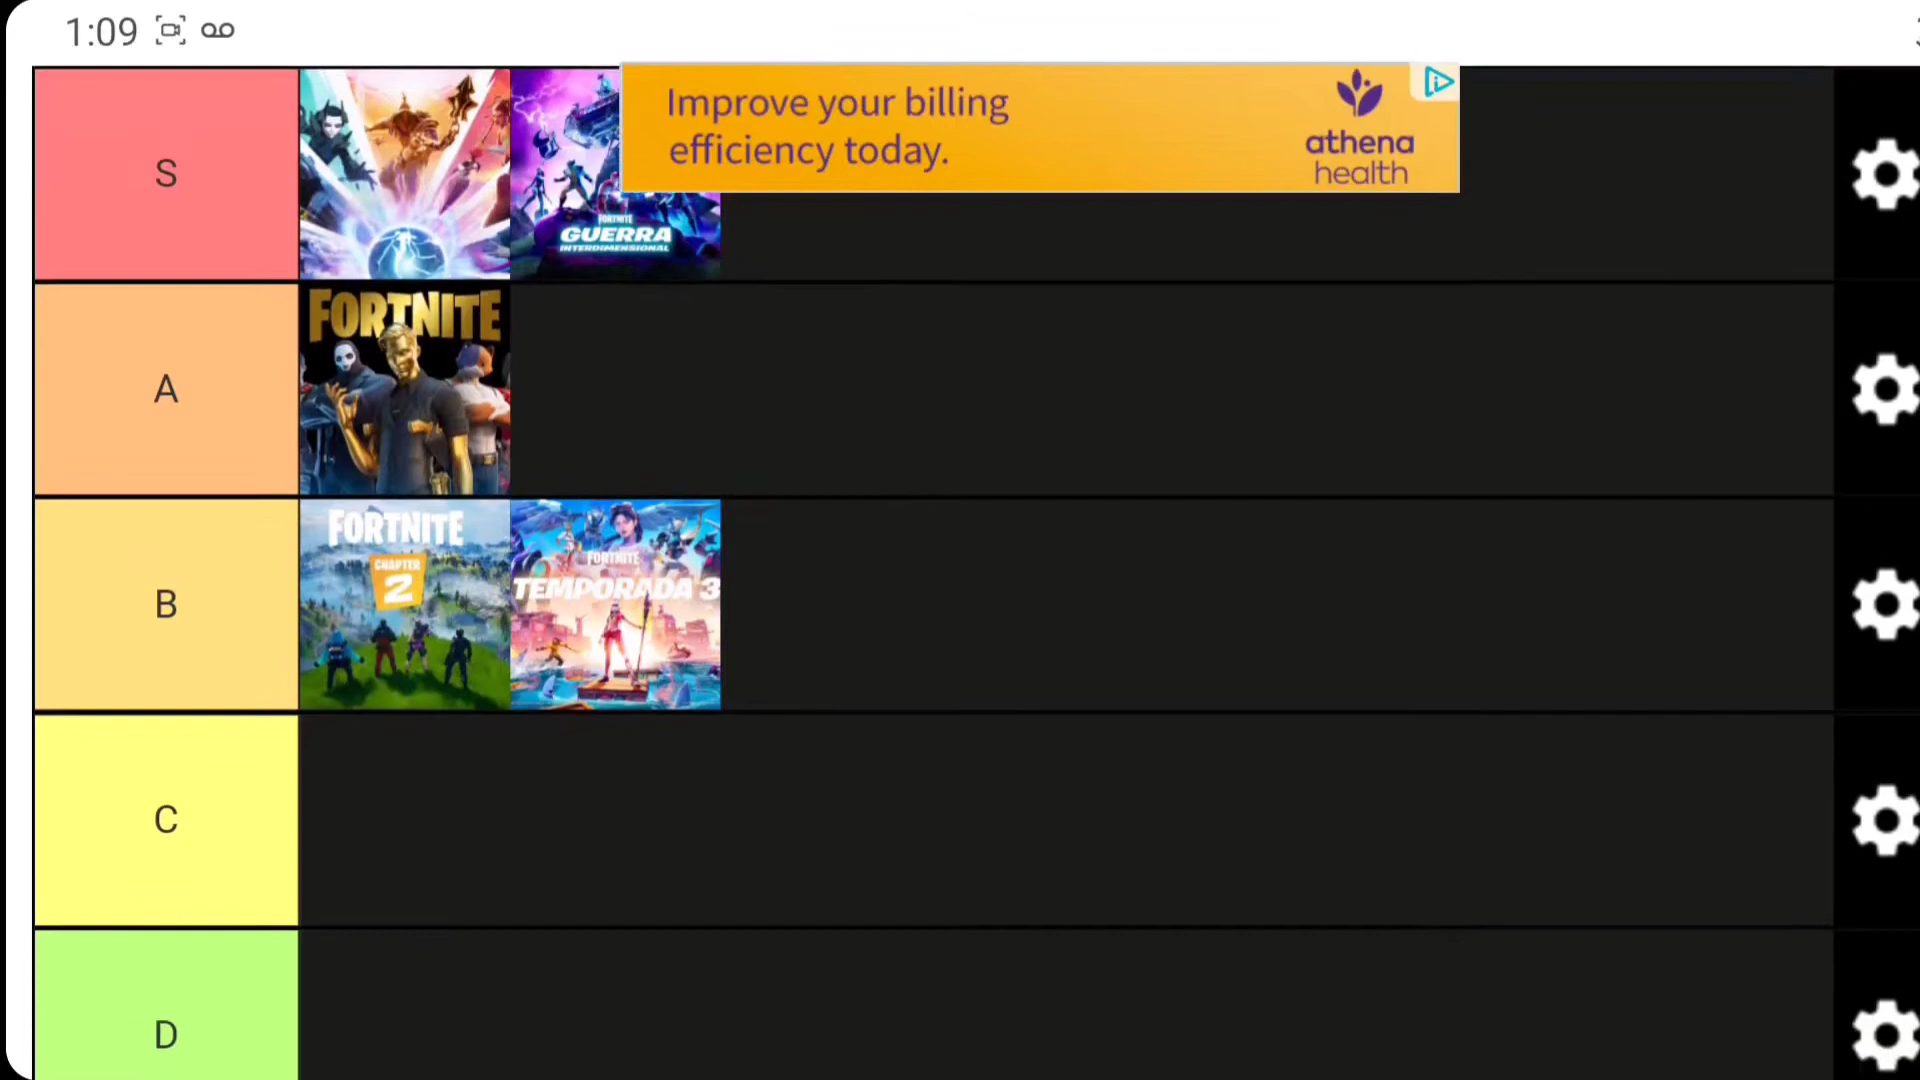 1:09
S
Improve your billing
efficiency today.
athena
health
FORTNITE
GUERRA
INTERDIMENSIONAL
A
FORTNITE
B
FORTNITE
CHAPTER
2
FORTNITE
TEMPORADA 3
C
D